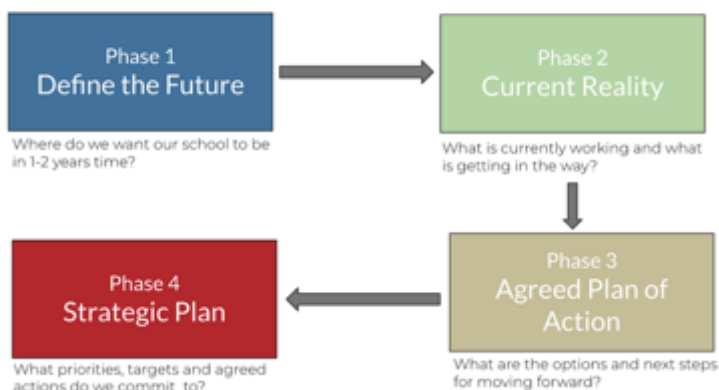 Phase 1
Define the Future
Where do we want our school to be
in 1-2 years time?
Phase 2
Current Reality
What is currently working and what
is getting in the way?
Phase 3
Agreed Plan of
Action
What are the options and next steps
for moving forward?
Phase 4
Strategic Plan
What priorities, targets and agreed
actions do we commit to?